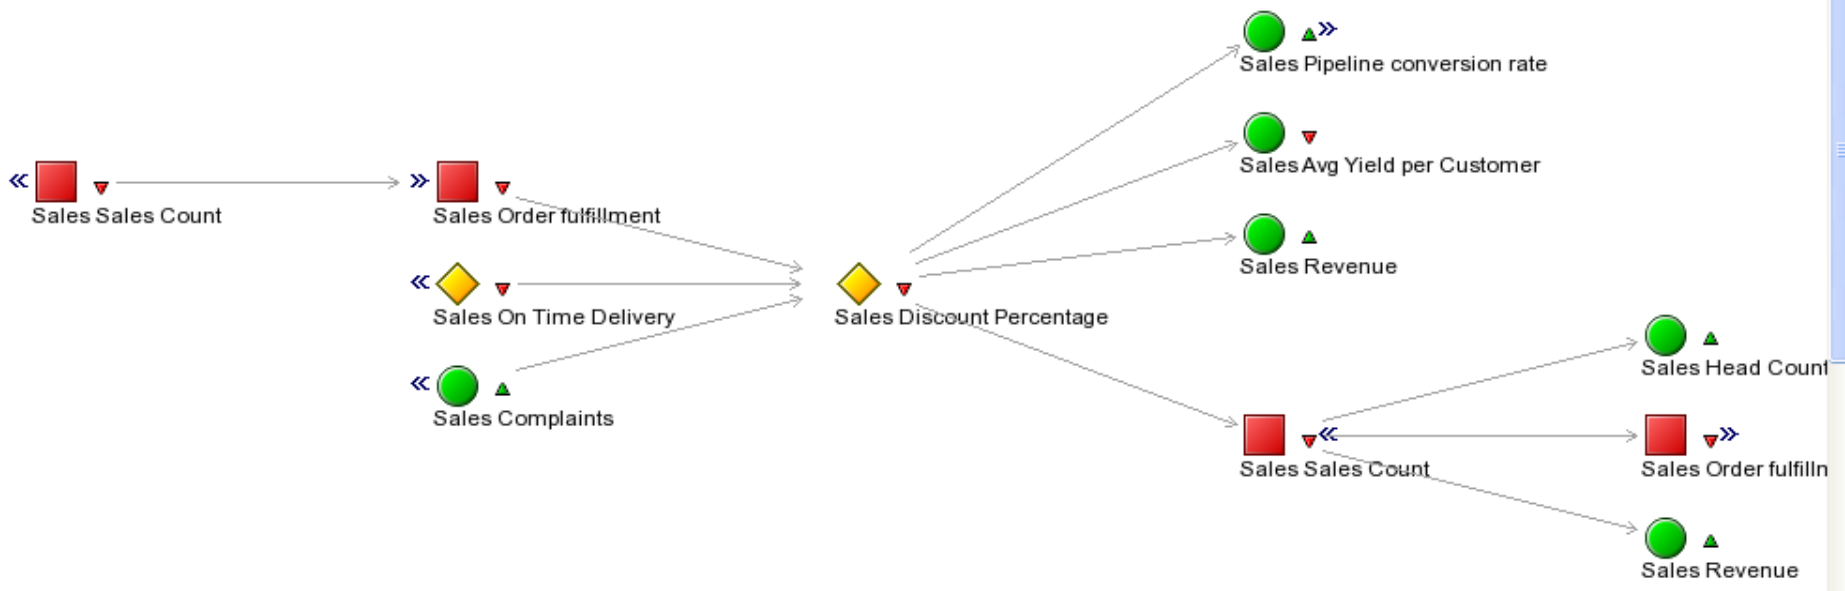 Sales Pipeline conversion rate
Sales Avg Yield per Customer
Sales Sales Count
Sales Order fulfillment
Sales Revenue
Sales On Time Delivery
Sales Discount Percentage
Sales Head Count
Sales Complaints
Sales Sales Count
Sales Order
Sales Revenue